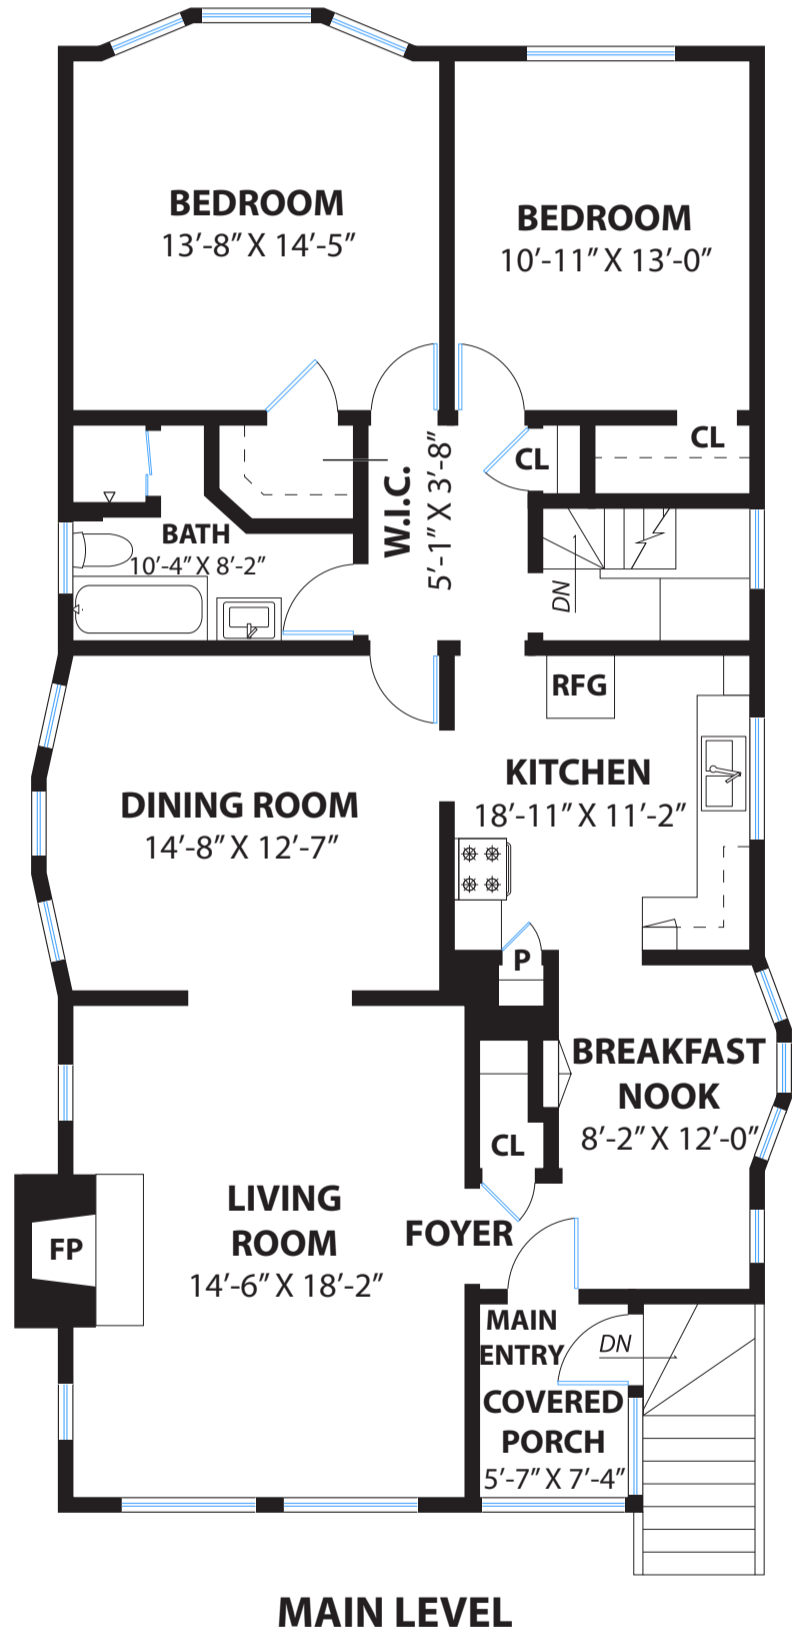 BEDROOM
13’-8” X 14’-5”
BEDROOM
10’-11” X 13’-0”
CL
CL
W.I.C.
5’-1” X 3’-8”
BATH
10’-4” X 8’-2”
DN
RFG
KITCHEN
18’-11” X 11’-2”
DINING ROOM
14’-8” X 12’-7”
P
BREAKFAST
NOOK
8’-2” X 12’-0”
CL
LIVING
ROOM
14’-6” X 18’-2”
FOYER
FP
MAIN
ENTRY
DN
COVERED
PORCH
5’-7” X 7’-4”
MAIN LEVEL